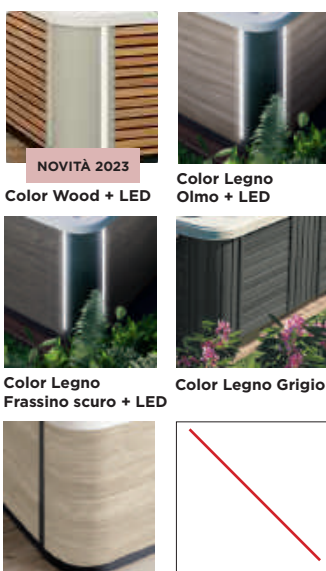 NOVITÀ 2023
Color Wood + LED
Color Legno
Olmo + LED
Color Legno
Frassino scuro + LED
Color Legno Grigio